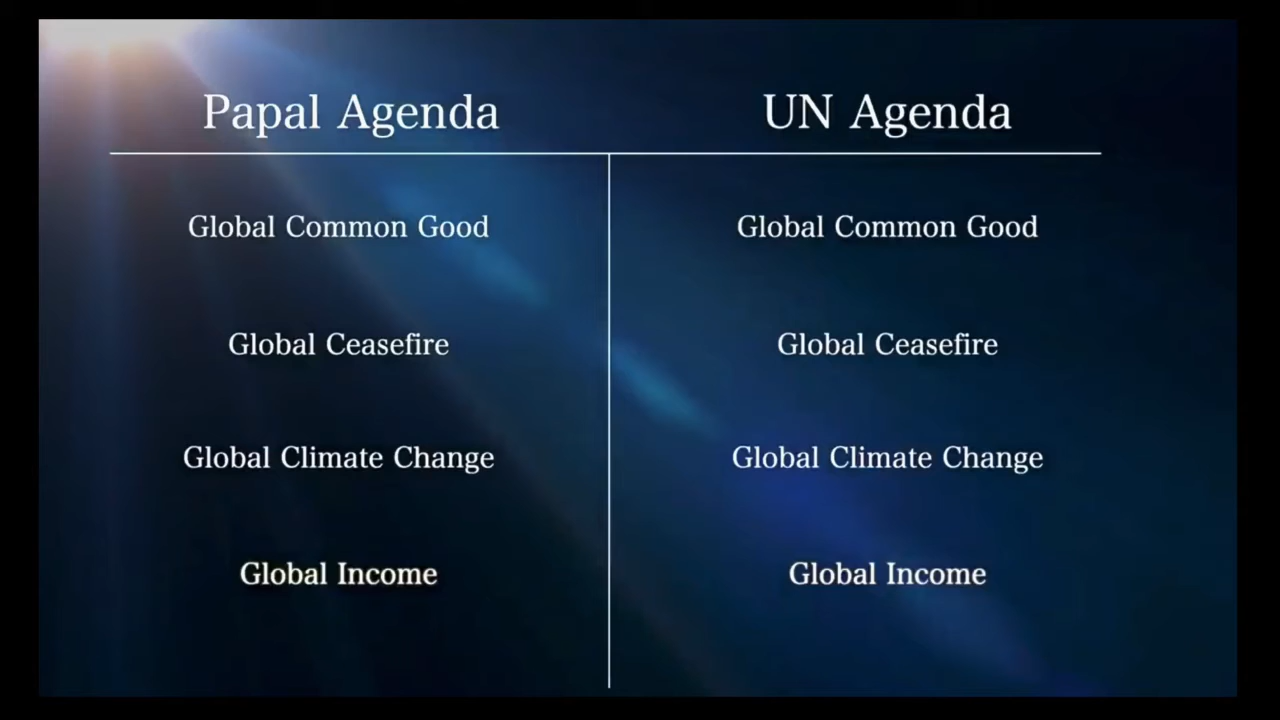 Papal Agenda
UN Agenda
Global Common Good
Global Common Good
Global Ceasefire
Global Ceasefire
Global Climate Change
Global Climate Change
Global Income
Global Income